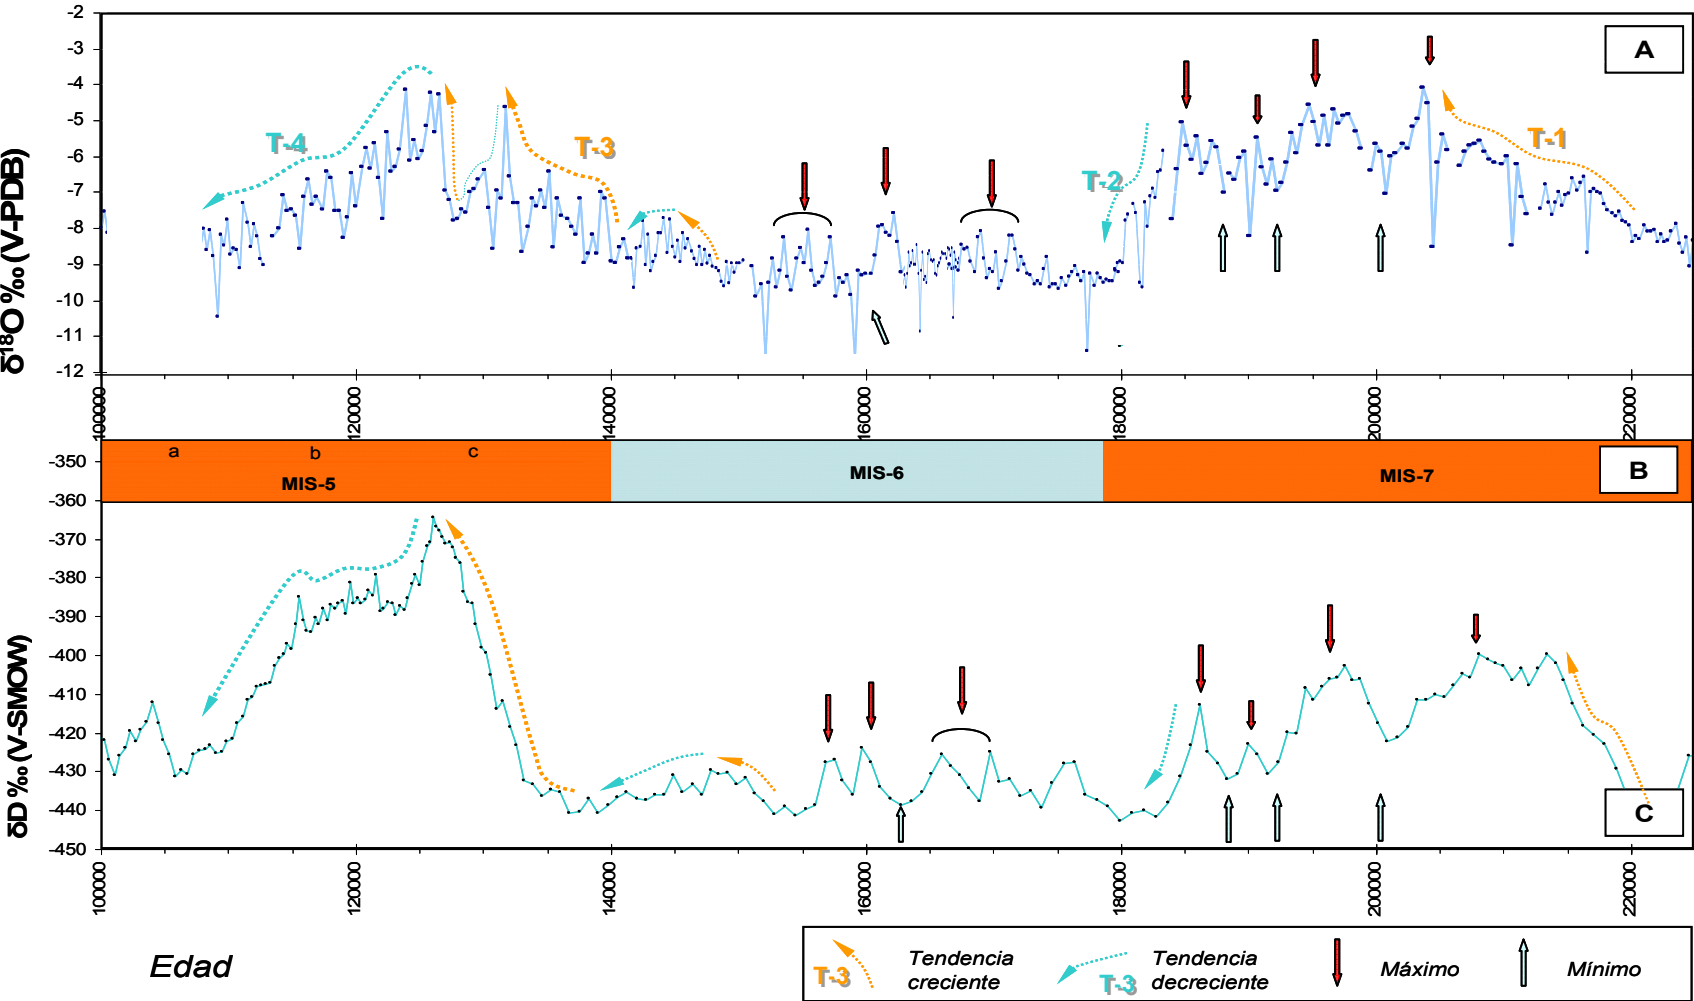 δ18O ‰ (V-PDB)
-2
-3
-4
-5
-6
-7
-8
-9
-10
-11
-12
A
T-4
T-3
T-2
T-1
100000
120000
140000
160000
180000
200000
220000
a
b
c
MIS-5
MIS-6
MIS-7
B
δD ‰ (V-SMOW)
-350
-360
-370
-380
-390
-400
-410
-420
-430
-440
-450
C
100000
120000
140000
160000
180000
200000
220000
Edad
T-3
Tendencia
creciente
T-3
Tendencia
decreciente
Máximo
Mínimo